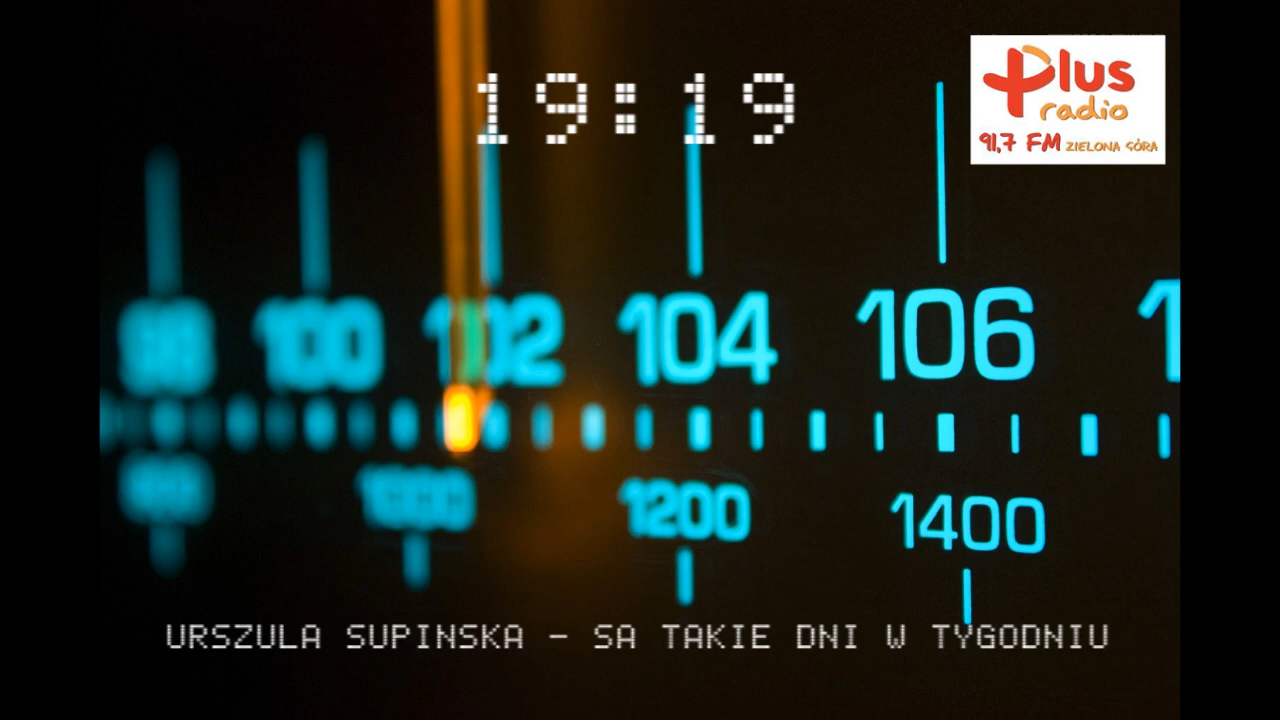 19:19
plus
radio
91,7 FM ZIELONA GÓRA
98 100 102 104 106
1000 1200 1400
URSZULA SUPINSKA - SA TAKIE DNI W TYGODNIU